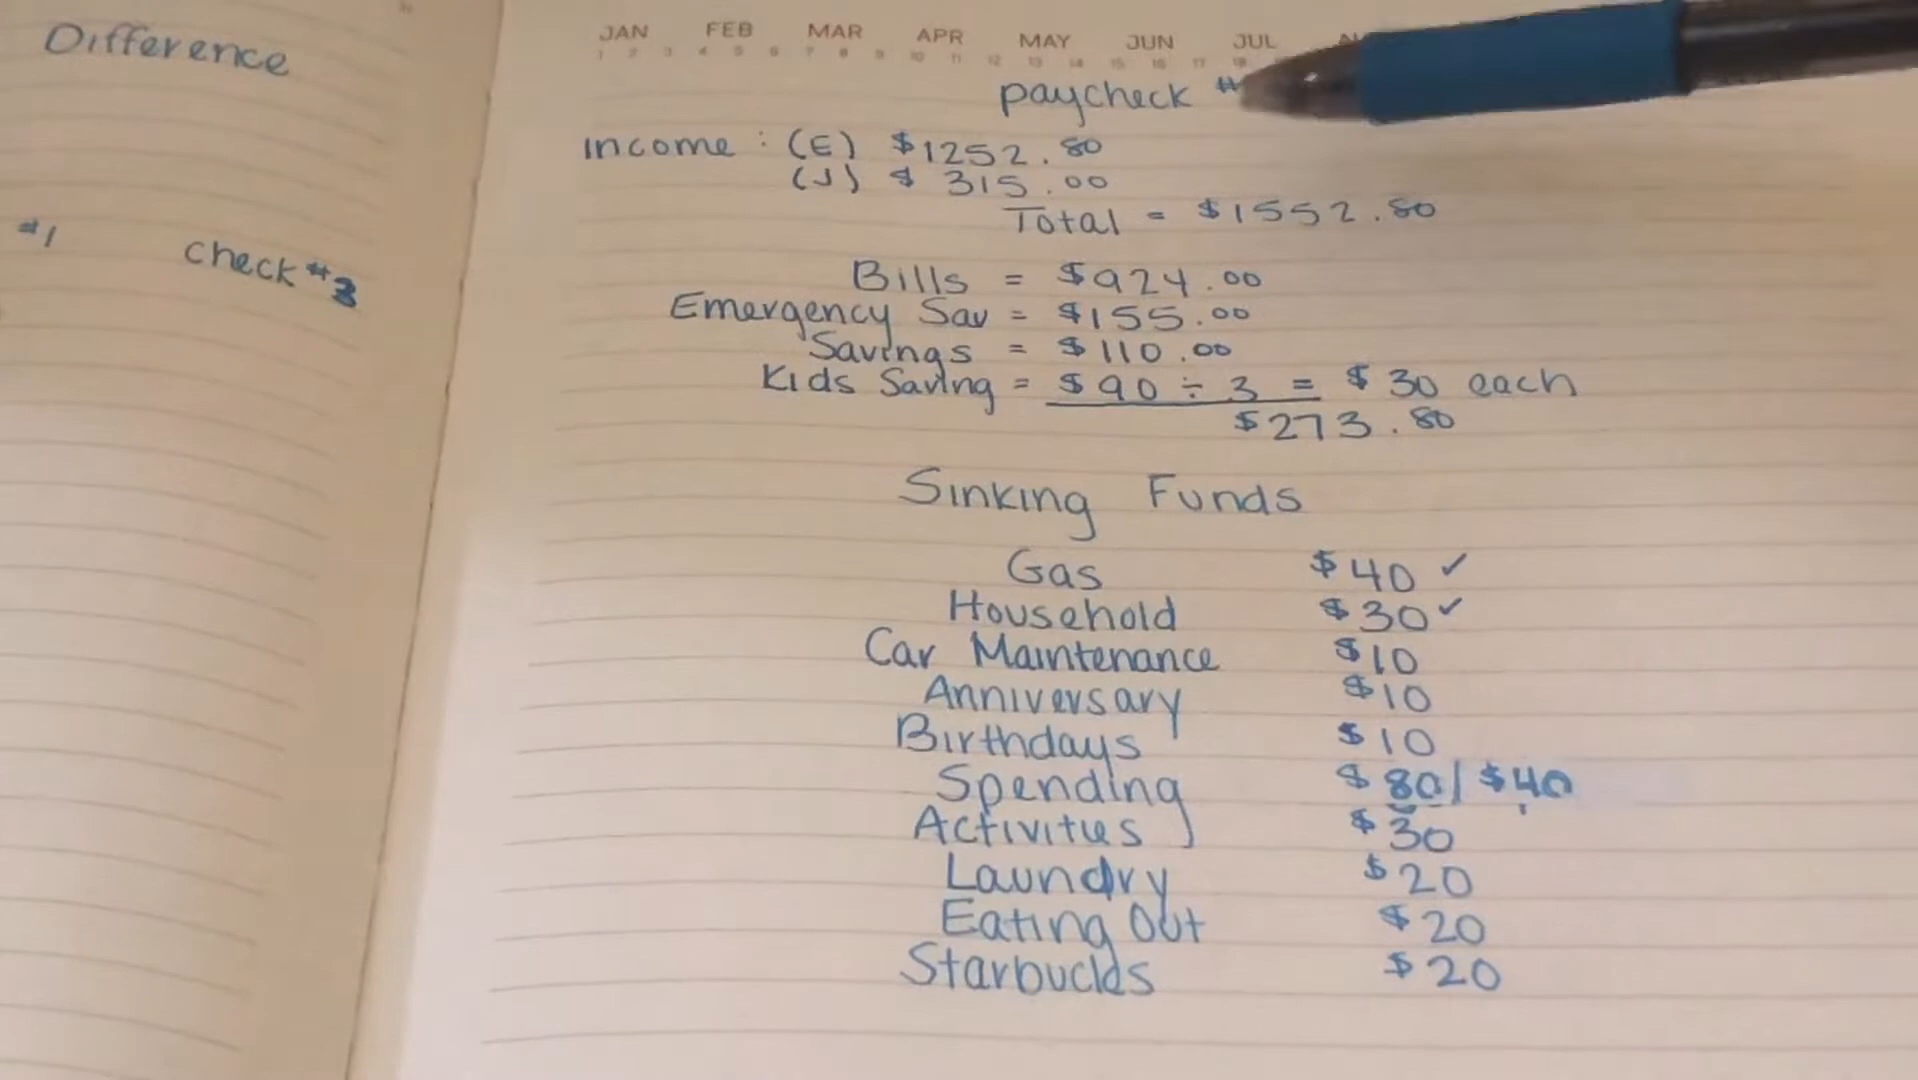 Difference
#1 check #3
JAN FEB MAR APR MAY JUN JUL
paycheck #
Income : (E) $1252.80
(J) $ 315.00
Total = $1552.80
Bills = $924.00
Emergency Sav = $155.00
Savings = $110.00
Kids Saving = $90 ÷ 3 = $30 each
$273.80
Sinking Funds
Gas $40 ✓
Household $30 ✓
Car Maintenance $10
Anniversary $10
Birthdays $10
Spending $80/$40
Activities $30
Laundry $20
Eating Out $20
Starbucks $20